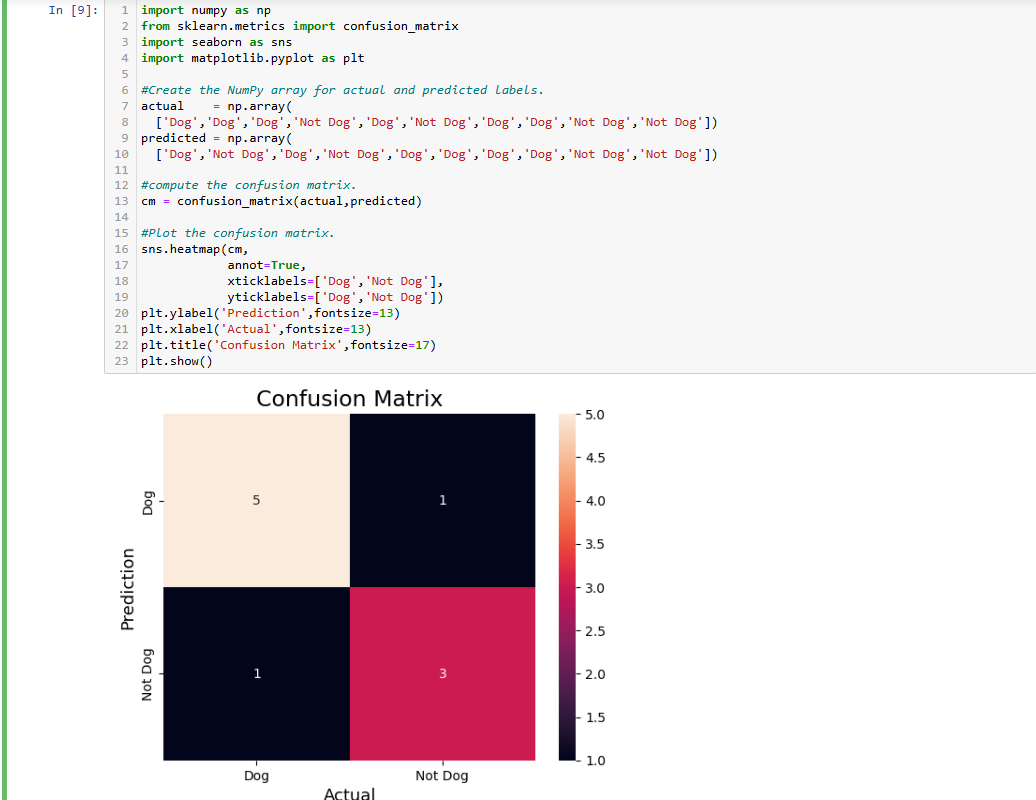 In [9]:
1 import numpy as np
2 from sklearn.metrics import confusion_matrix
3 import seaborn as sns
4 import matplotlib.pyplot as plt
5
6 #Create the NumPy array for actual and predicted labels.
7 actual    = np.array(
8   ['Dog','Dog','Dog','Not Dog','Dog','Not Dog','Dog','Dog','Not Dog','Not Dog'])
9 predicted = np.array(
10   ['Dog','Not Dog','Dog','Not Dog','Dog','Dog','Dog','Dog','Not Dog','Not Dog'])
11
12 #compute the confusion matrix.
13 cm = confusion_matrix(actual,predicted)
14
15 #Plot the confusion matrix.
16 sns.heatmap(cm,
17             annot=True,
18             xticklabels=['Dog','Not Dog'],
19             yticklabels=['Dog','Not Dog'])
20 plt.ylabel('Prediction',fontsize=13)
21 plt.xlabel('Actual',fontsize=13)
22 plt.title('Confusion Matrix',fontsize=17)
23 plt.show()
Confusion Matrix
Prediction
Dog
Not Dog
5 1
1 3
Dog Not Dog
Actual
5.0
4.5
4.0
3.5
3.0
2.5
2.0
1.5
1.0